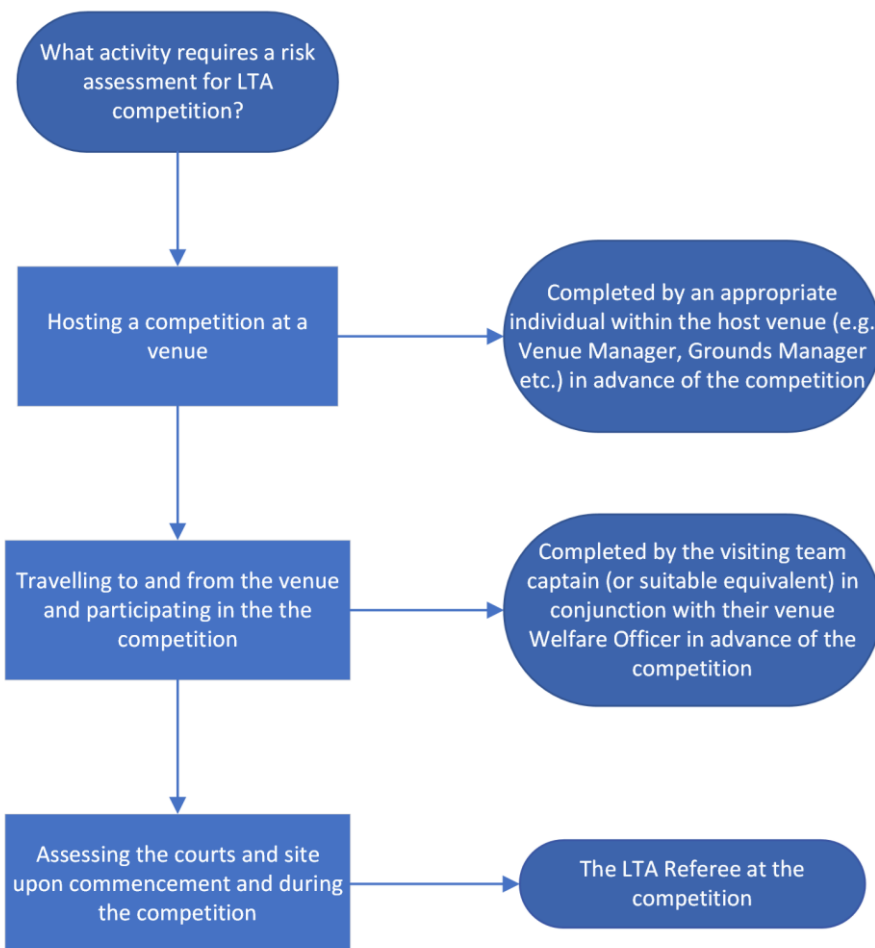 What activity requires a risk
assessment for LTA
competition?
Hosting a competition at a
venue
Completed by an appropriate
individual within the host venue (e.g.
Venue Manager, Grounds Manager
etc.) in advance of the competition
Travelling to and from the venue
and participating in the the
competition
Completed by the visiting team
captain (or suitable equivalent) in
conjunction with their venue
Welfare Officer in advance of the
competition
Assessing the courts and site
upon commencement and during
the competition
The LTA Referee at the
competition